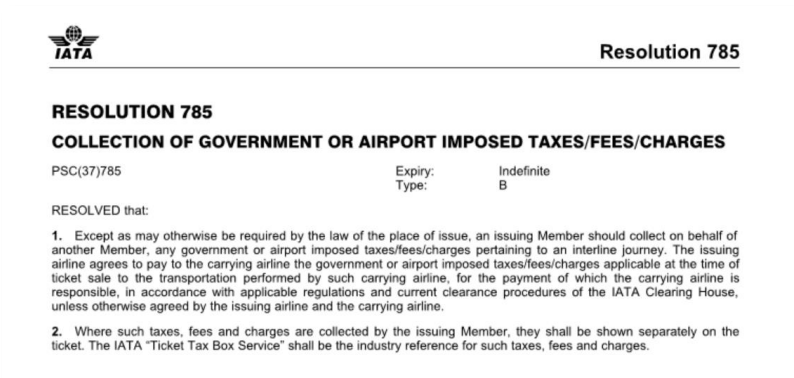 IATA
Resolution 785
RESOLUTION 785
COLLECTION OF GOVERNMENT OR AIRPORT IMPOSED TAXES/FEES/CHARGES
PSC(37)785 Expiry: Indefinite
Type: B
RESOLVED that:
1. Except as may otherwise be required by the law of the place of issue, an issuing Member should collect on behalf of
another Member, any government or airport imposed taxes/fees/charges pertaining to an interline journey. The issuing
airline agrees to pay to the carrying airline the government or airport imposed taxes/fees/charges applicable at the time of
ticket sale to the transportation performed by such carrying airline, for the payment of which the carrying airline is
responsible, in accordance with applicable regulations and current clearance procedures of the IATA Clearing House,
unless otherwise agreed by the issuing airline and the carrying airline.
2. Where such taxes, fees and charges are collected by the issuing Member, they shall be shown separately on the
ticket. The IATA “Ticket Tax Box Service” shall be the industry reference for such taxes, fees and charges.